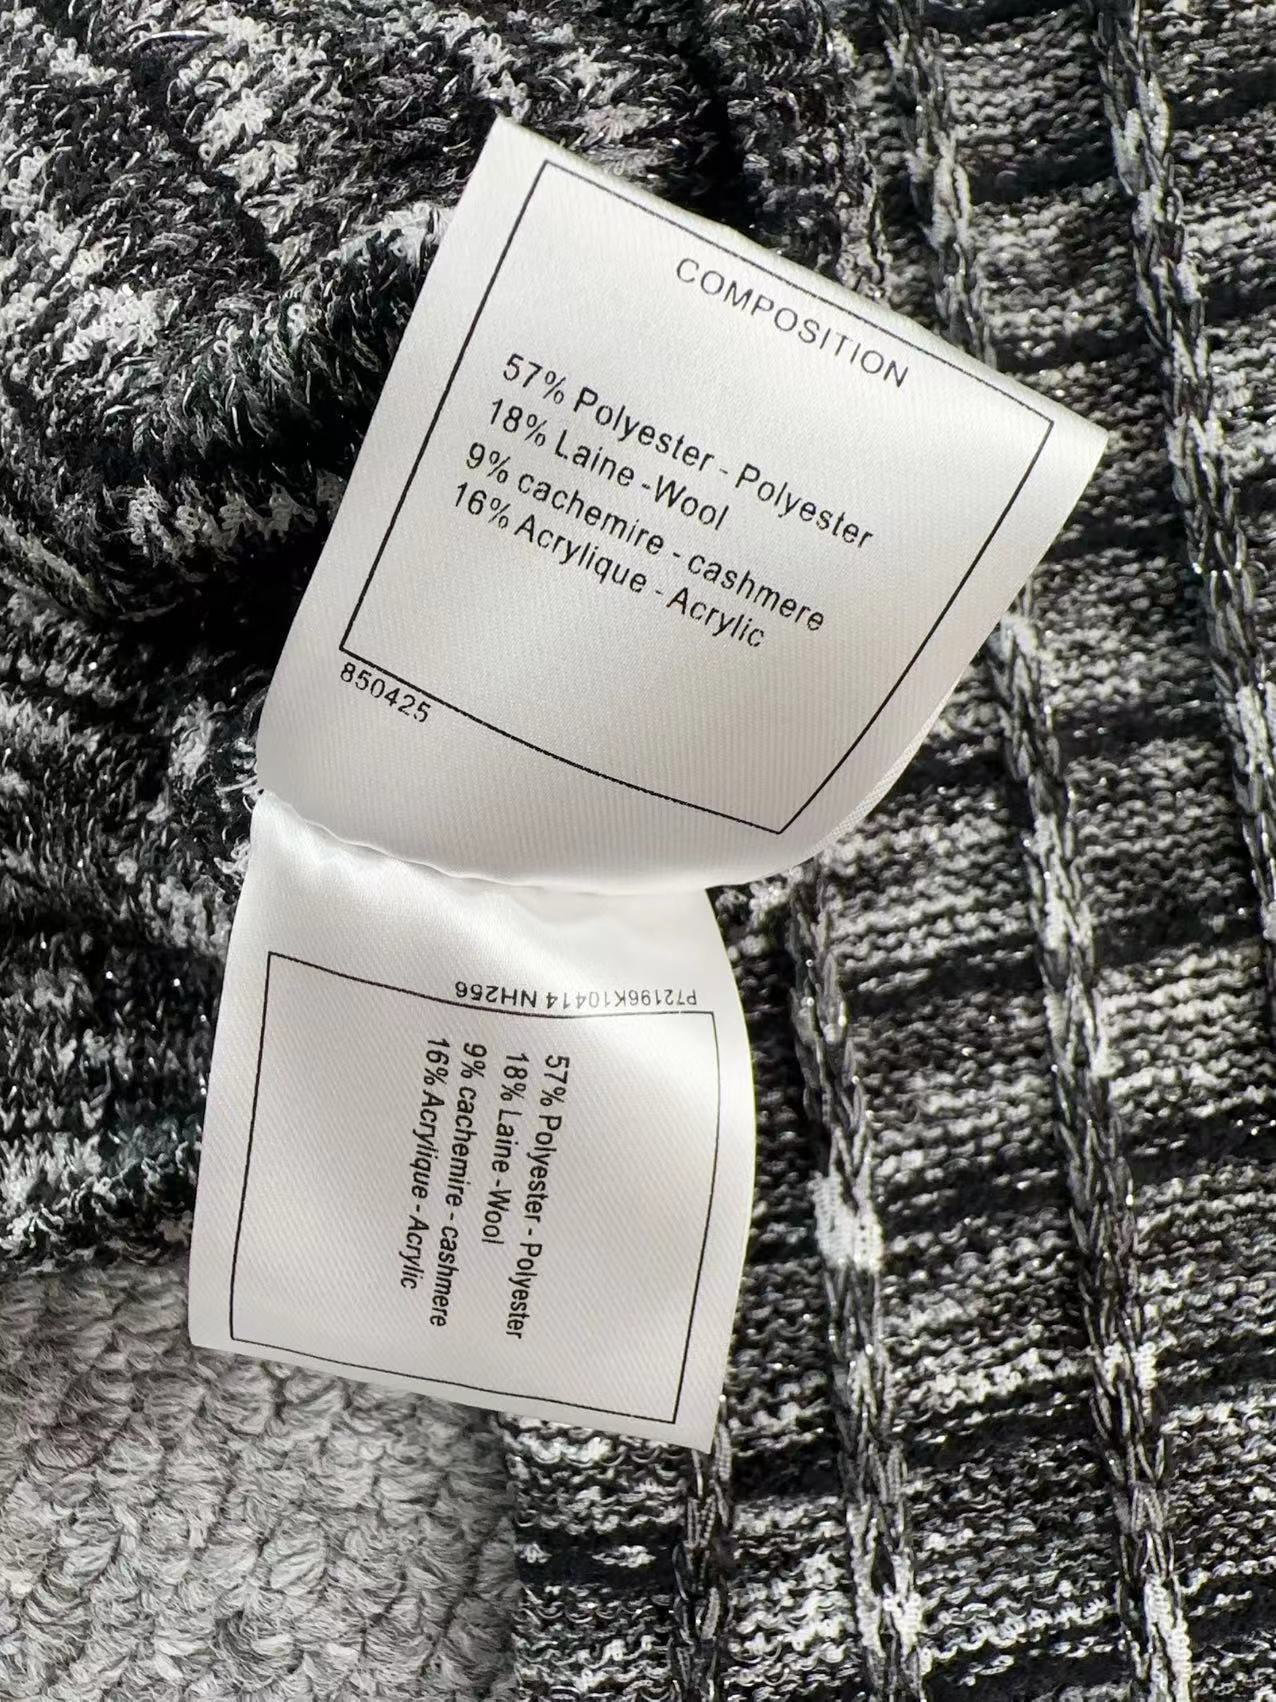 COMPOSITION
57% Polyester - Polyester
18% Laine -Wool
9% cachemire - cashmere
16% Acrylique - Acrylic
850425
P72196K10414 NH256
57% Polyester - Polyester
18% Laine -Wool
9% cachemire - cashmere
16% Acrylique - Acrylic